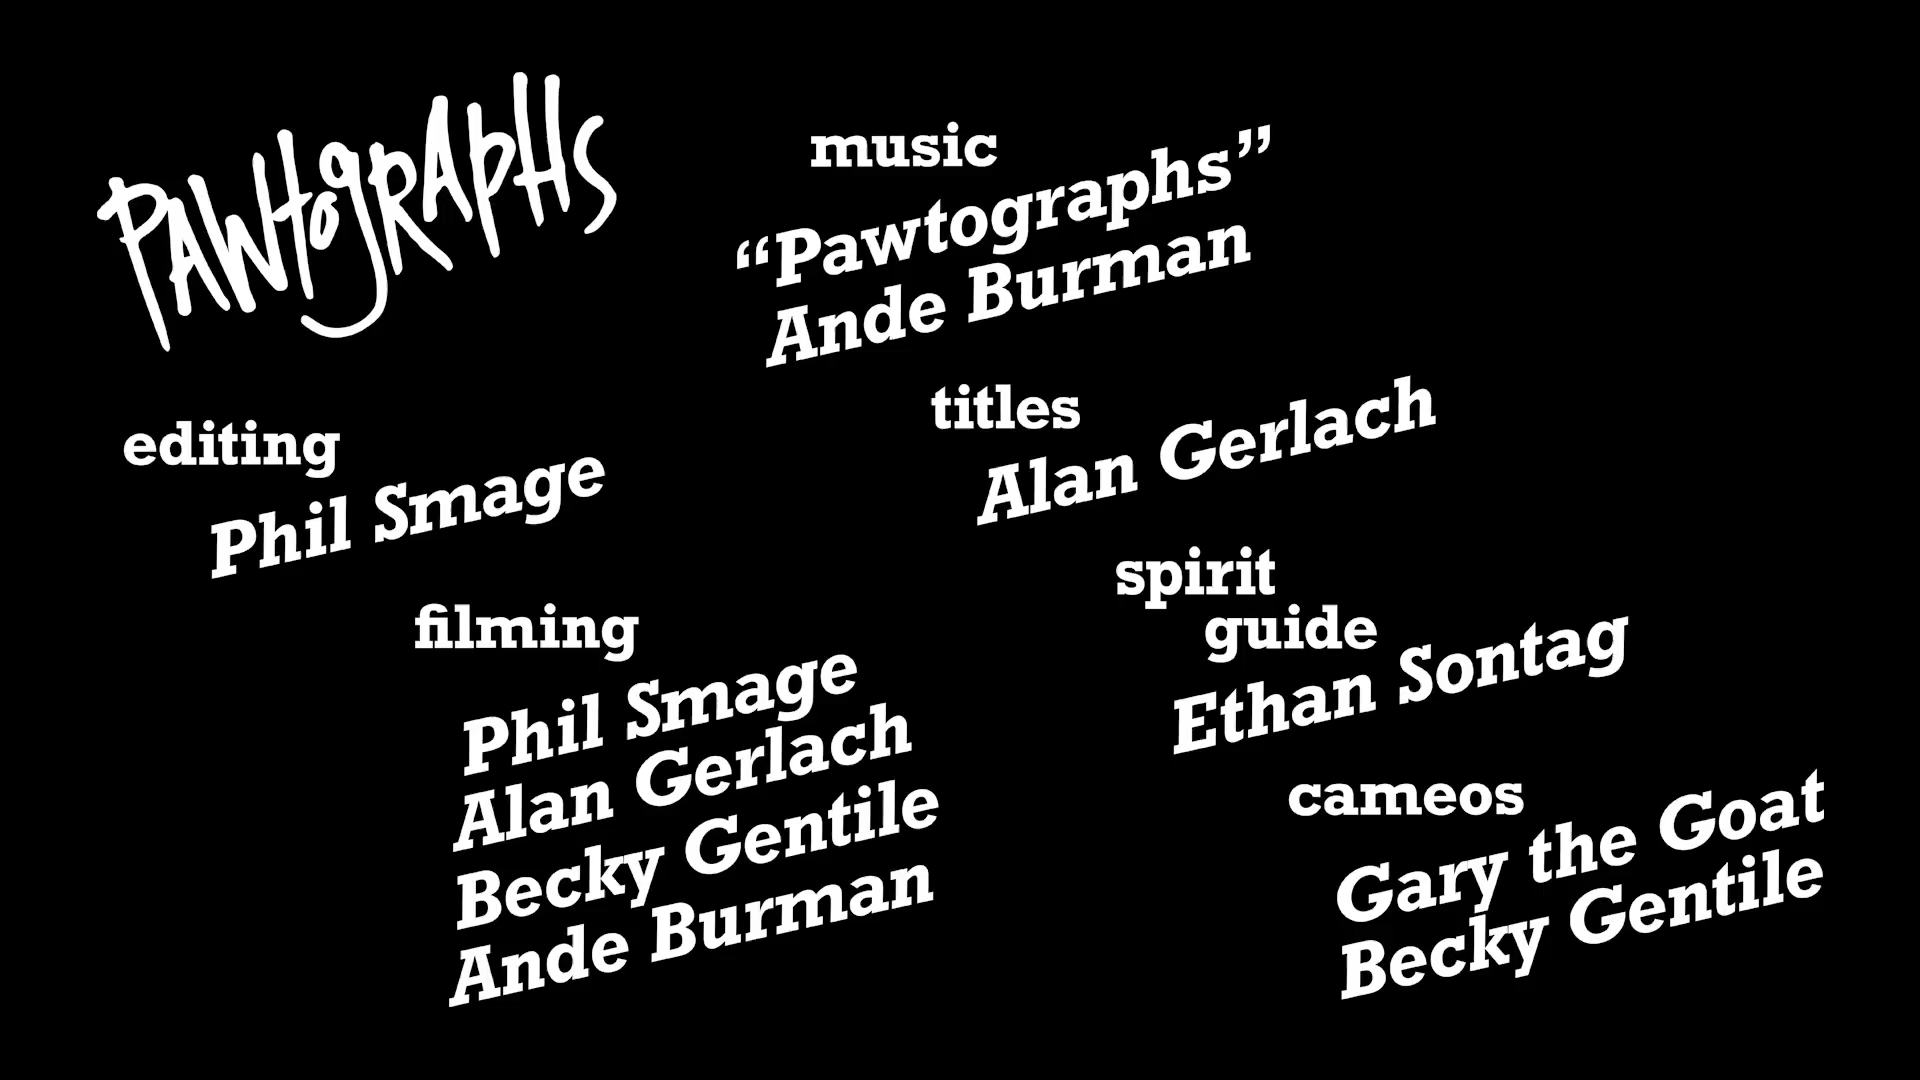 PAWtogRAPHS
editing
Phil Smage
filming
Phil Smage
Alan Gerlach
Becky Gentile
Ande Burman
music
“Pawtographs”
Ande Burman
titles
Alan Gerlach
spirit
guide
Ethan Sontag
cameos
Gary the Goat
Becky Gentile